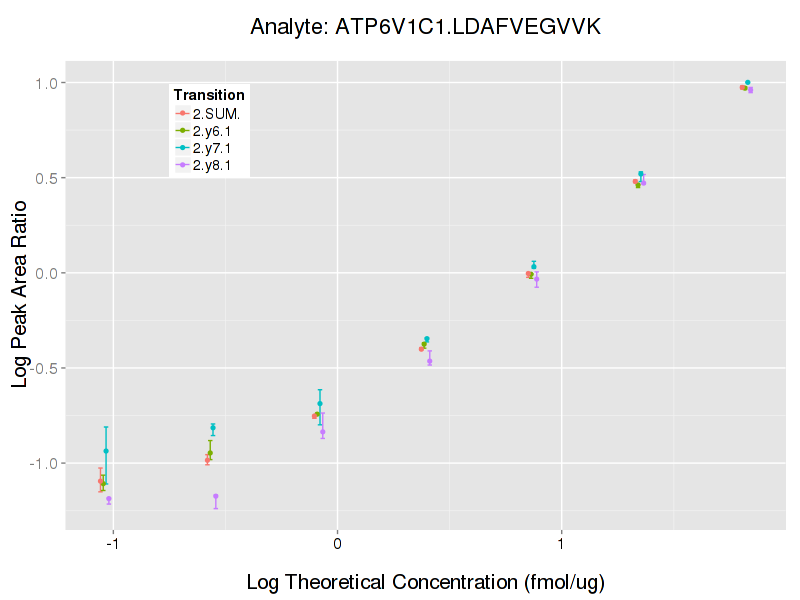 Analyte: ATP6V1C1.LDAFVEGVVK
Transition
2.SUM.
2.y6.1
2.y7.1
2.y8.1
Log Peak Area Ratio
1.0
0.5
0.0
-0.5
-1.0
-1 0 1
Log Theoretical Concentration (fmol/ug)